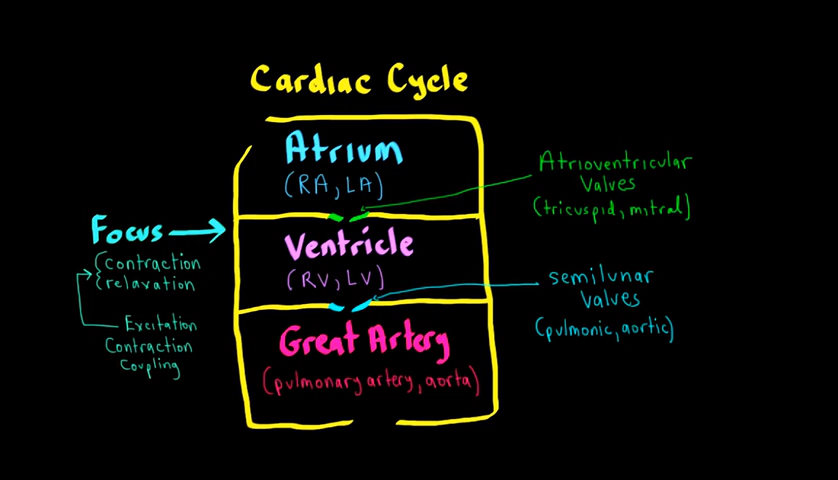 Cardiac Cycle
Atrium
(RA, LA)
Atrioventricular
Valves
(tricuspid, mitral)
Focus
contraction
relaxation
Excitation
Contraction
Coupling
Ventricle
(RV, LV)
semilunar
valves
(pulmonic, aortic)
Great Artery
(pulmonary artery, aorta)